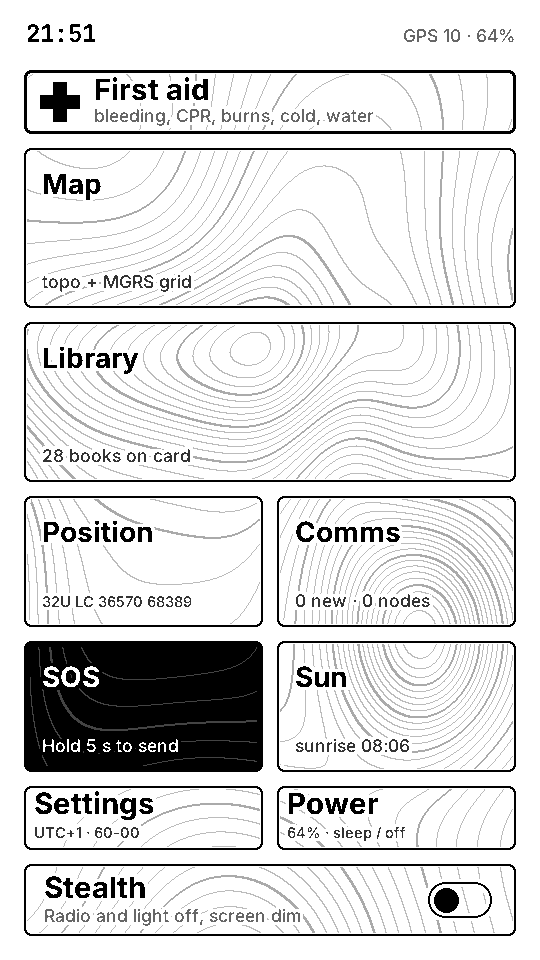 21:51
GPS 10 · 64%
First aid
bleeding, CPR, burns, cold, water
Map
topo + MGRS grid
Library
28 books on card
Position
32U LC 36570 68389
Comms
0 new · 0 nodes
SOS
Hold 5 s to send
Sun
sunrise 08:06
Settings
UTC+1 · 60-00
Power
64% · sleep / off
Stealth
Radio and light off, screen dim